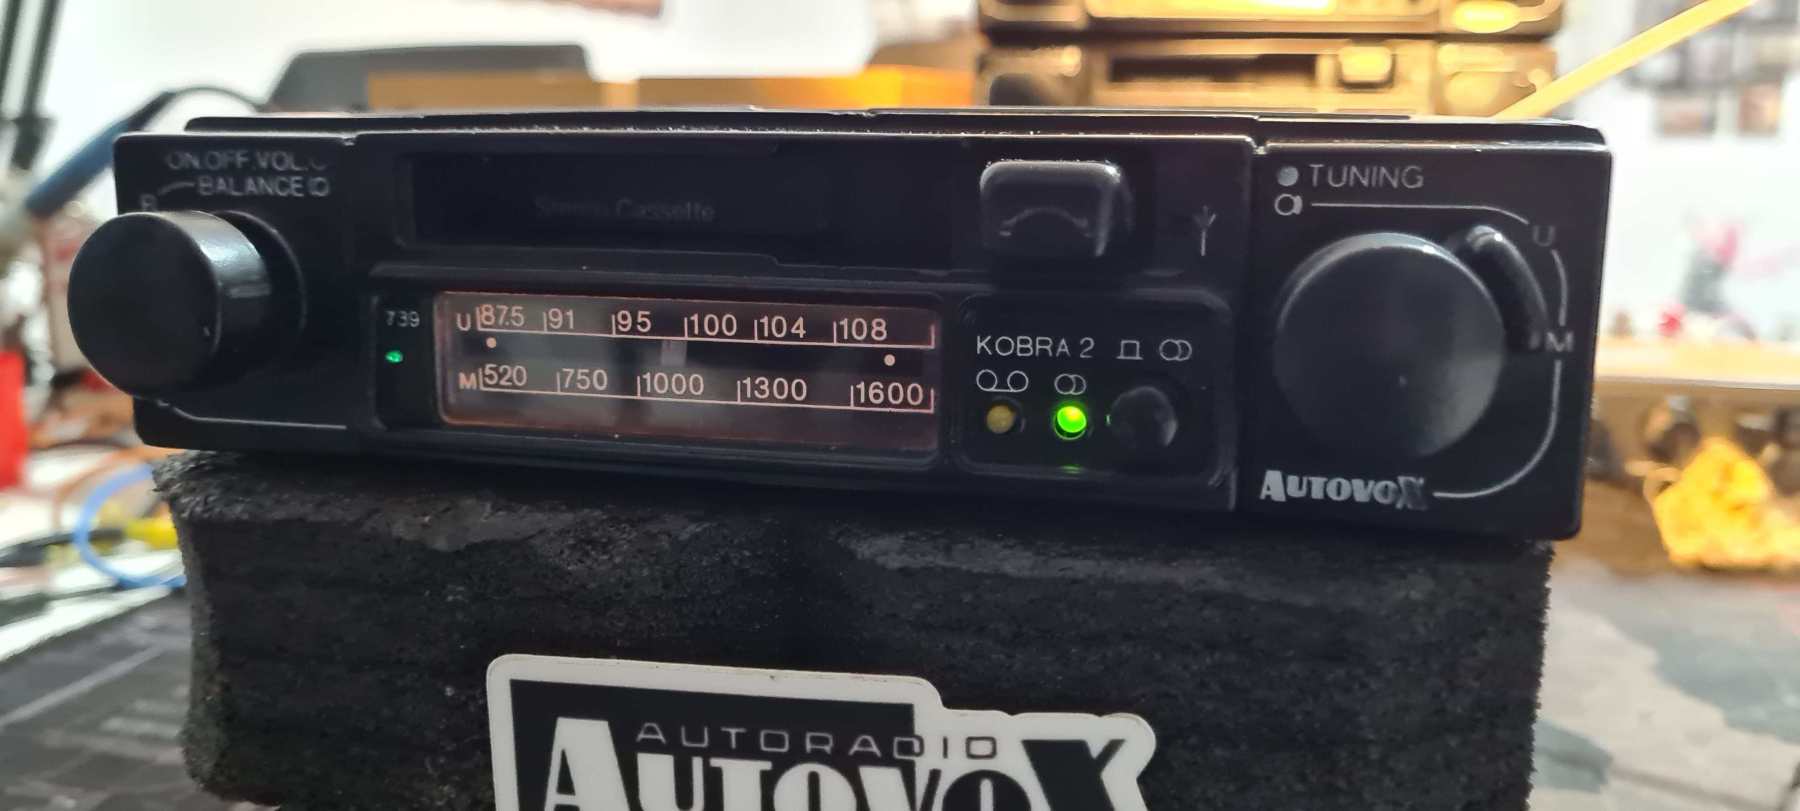 ON.OFF.VOL.
BALANCE
Stereo Cassette
TUNING
U
M
739
U 87.5 91 95 100 104 108
M 520 750 1000 1300 1600
KOBRA 2
AUTOVOX
AUTORADIO
AUTOVOX